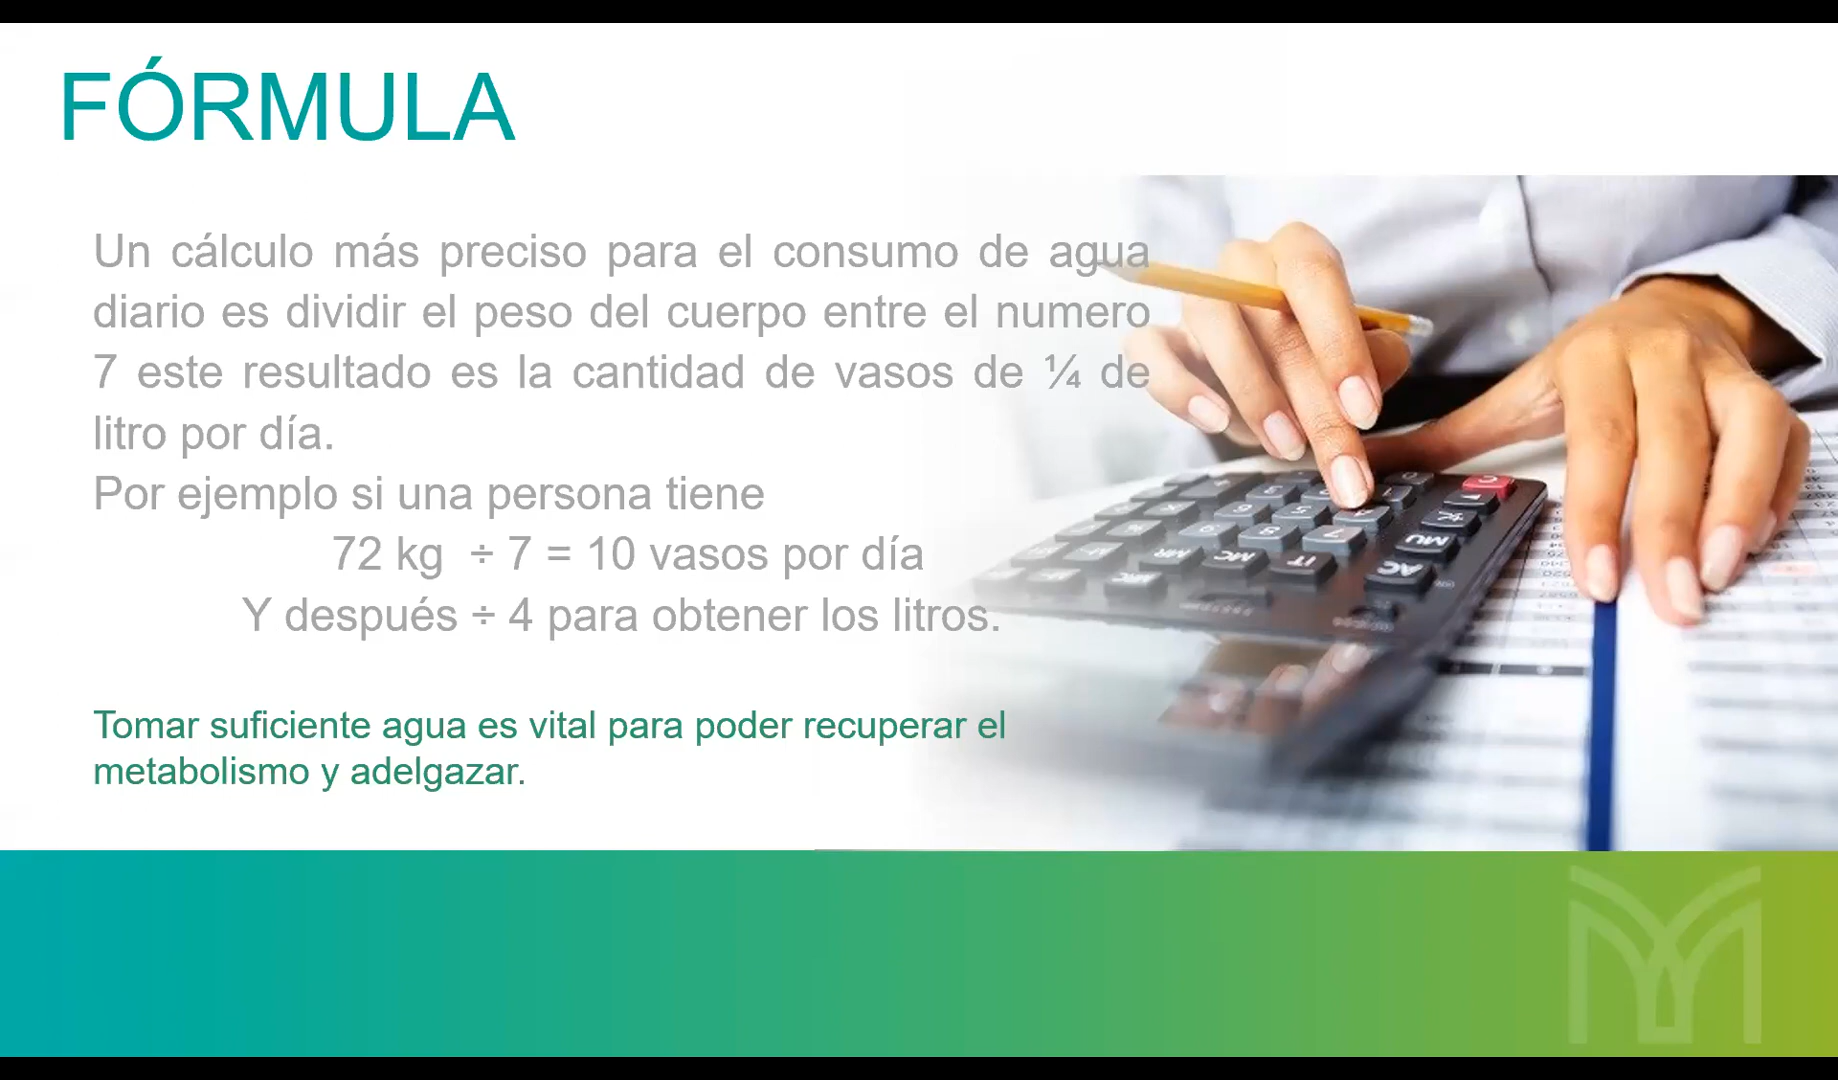 FÓRMULA
Un cálculo más preciso para el consumo de agua
diario es dividir el peso del cuerpo entre el numero
7 este resultado es la cantidad de vasos de ¼ de
litro por día.
Por ejemplo si una persona tiene
72 kg ÷ 7 = 10 vasos por día
Y después ÷ 4 para obtener los litros.
Tomar suficiente agua es vital para poder recuperar el
metabolismo y adelgazar.